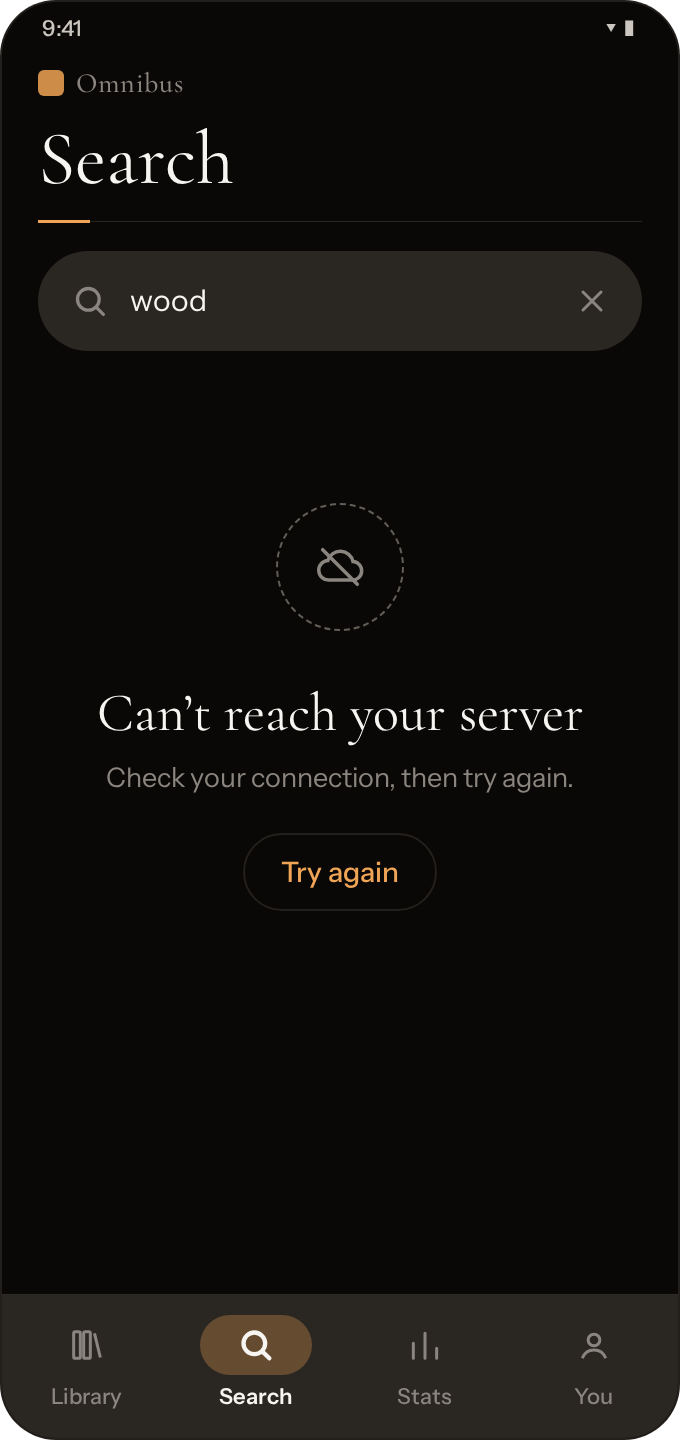 9:41
Omnibus
Search
wood
Can’t reach your server
Check your connection, then try again.
Try again
Library
Search
Stats
You